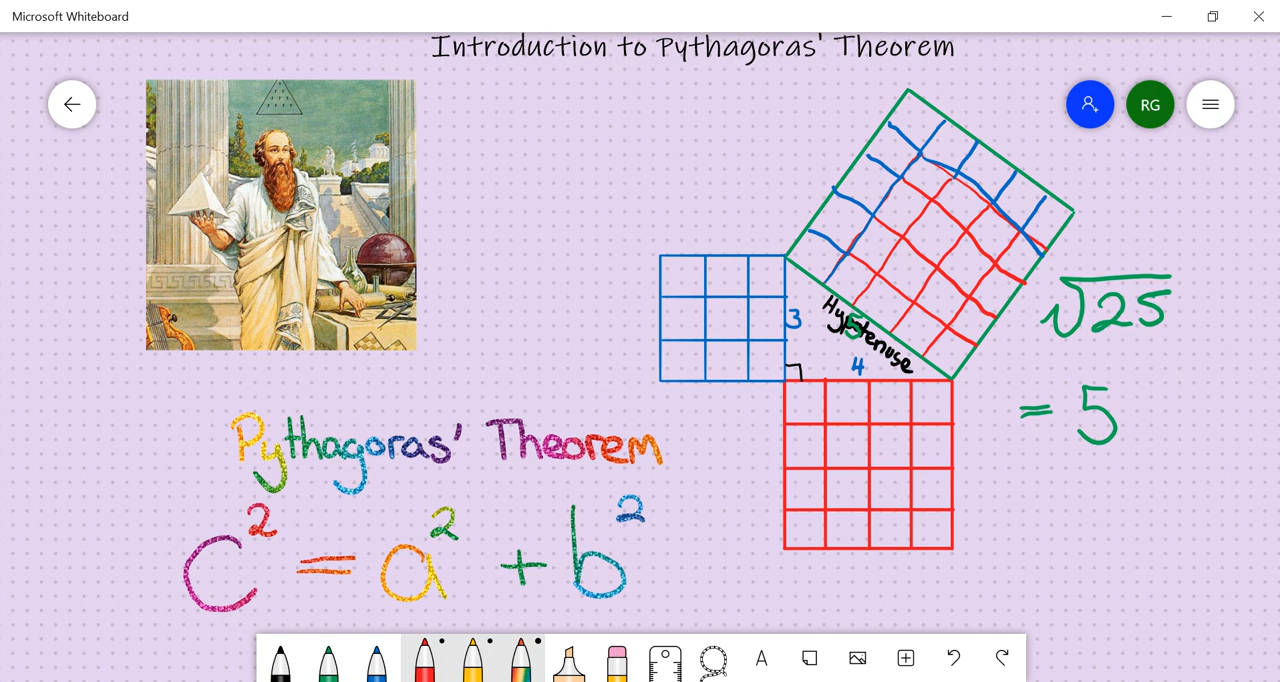 Microsoft Whiteboard
Introduction to Pythagoras' Theorem
RG
3
Hypotenuse
5
4
√25
= 5
Pythagoras' Theorem
c² = a² + b²
A